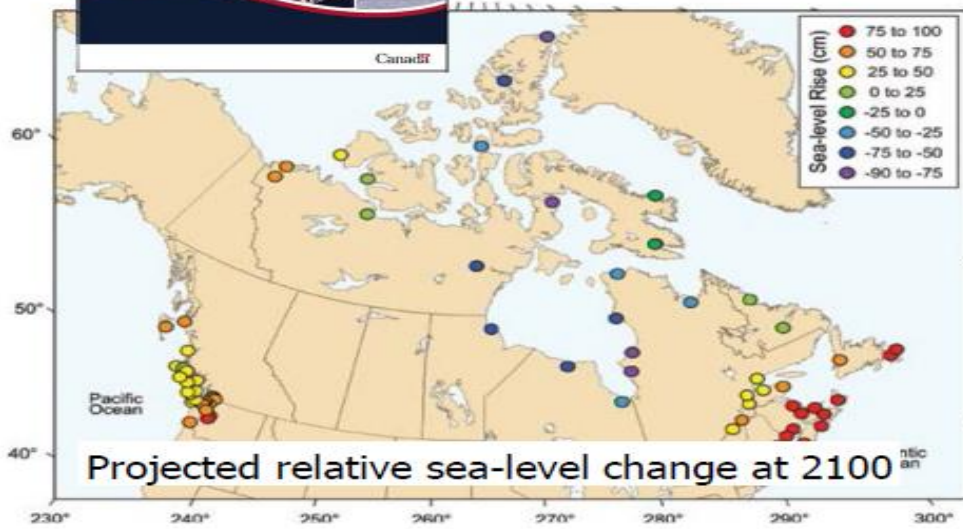 Canada
Sea-level Rise (cm)
75 to 100
50 to 75
25 to 50
0 to 25
-25 to 0
-50 to -25
-75 to -50
-90 to -75
60°
50°
40°
Pacific
Ocean
ntic
an
Projected relative sea-level change at 2100
230°
240°
250°
260°
270°
280°
290°
300°